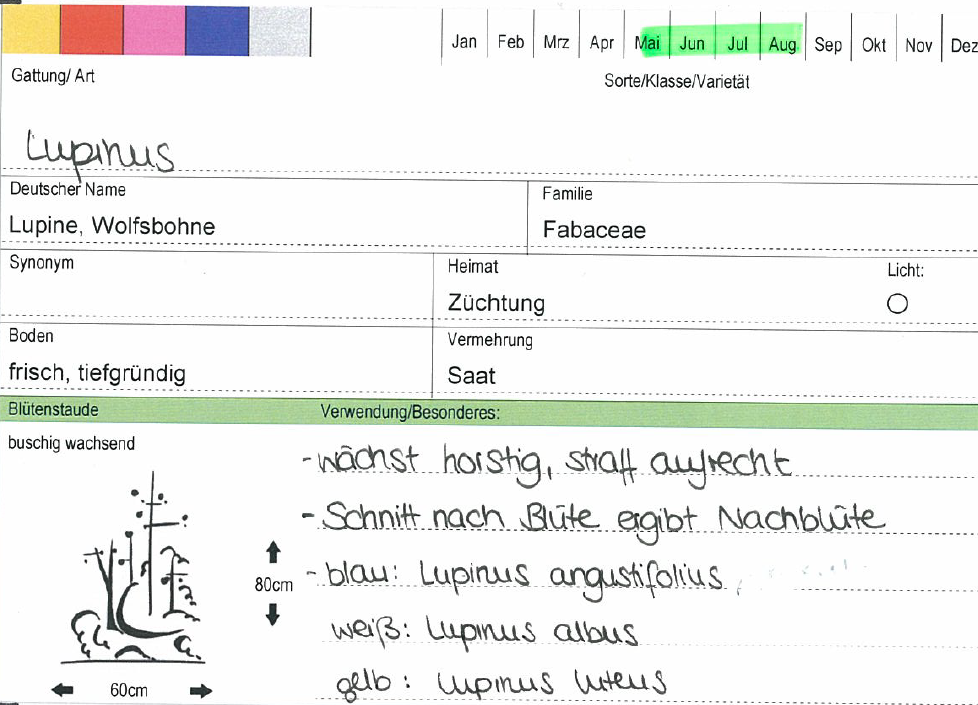 Jan Feb Mrz Apr Mai Jun Jul Aug Sep Okt Nov Dez
Gattung/ Art Sorte/Klasse/Varietät
Lupinus
Deutscher Name Familie
Lupine, Wolfsbohne Fabaceae
Synonym Heimat Licht:
Züchtung
Boden Vermehrung
frisch, tiefgründig Saat
Blütenstaude Verwendung/Besonderes:
buschig wachsend
- wächst horstig, straff aufrecht
- Schnitt nach Blüte ergibt Nachblüte
- blau: Lupinus angustifolius,
80cm
weiß: Lupinus albus
gelb: Lupinus luteus
60cm